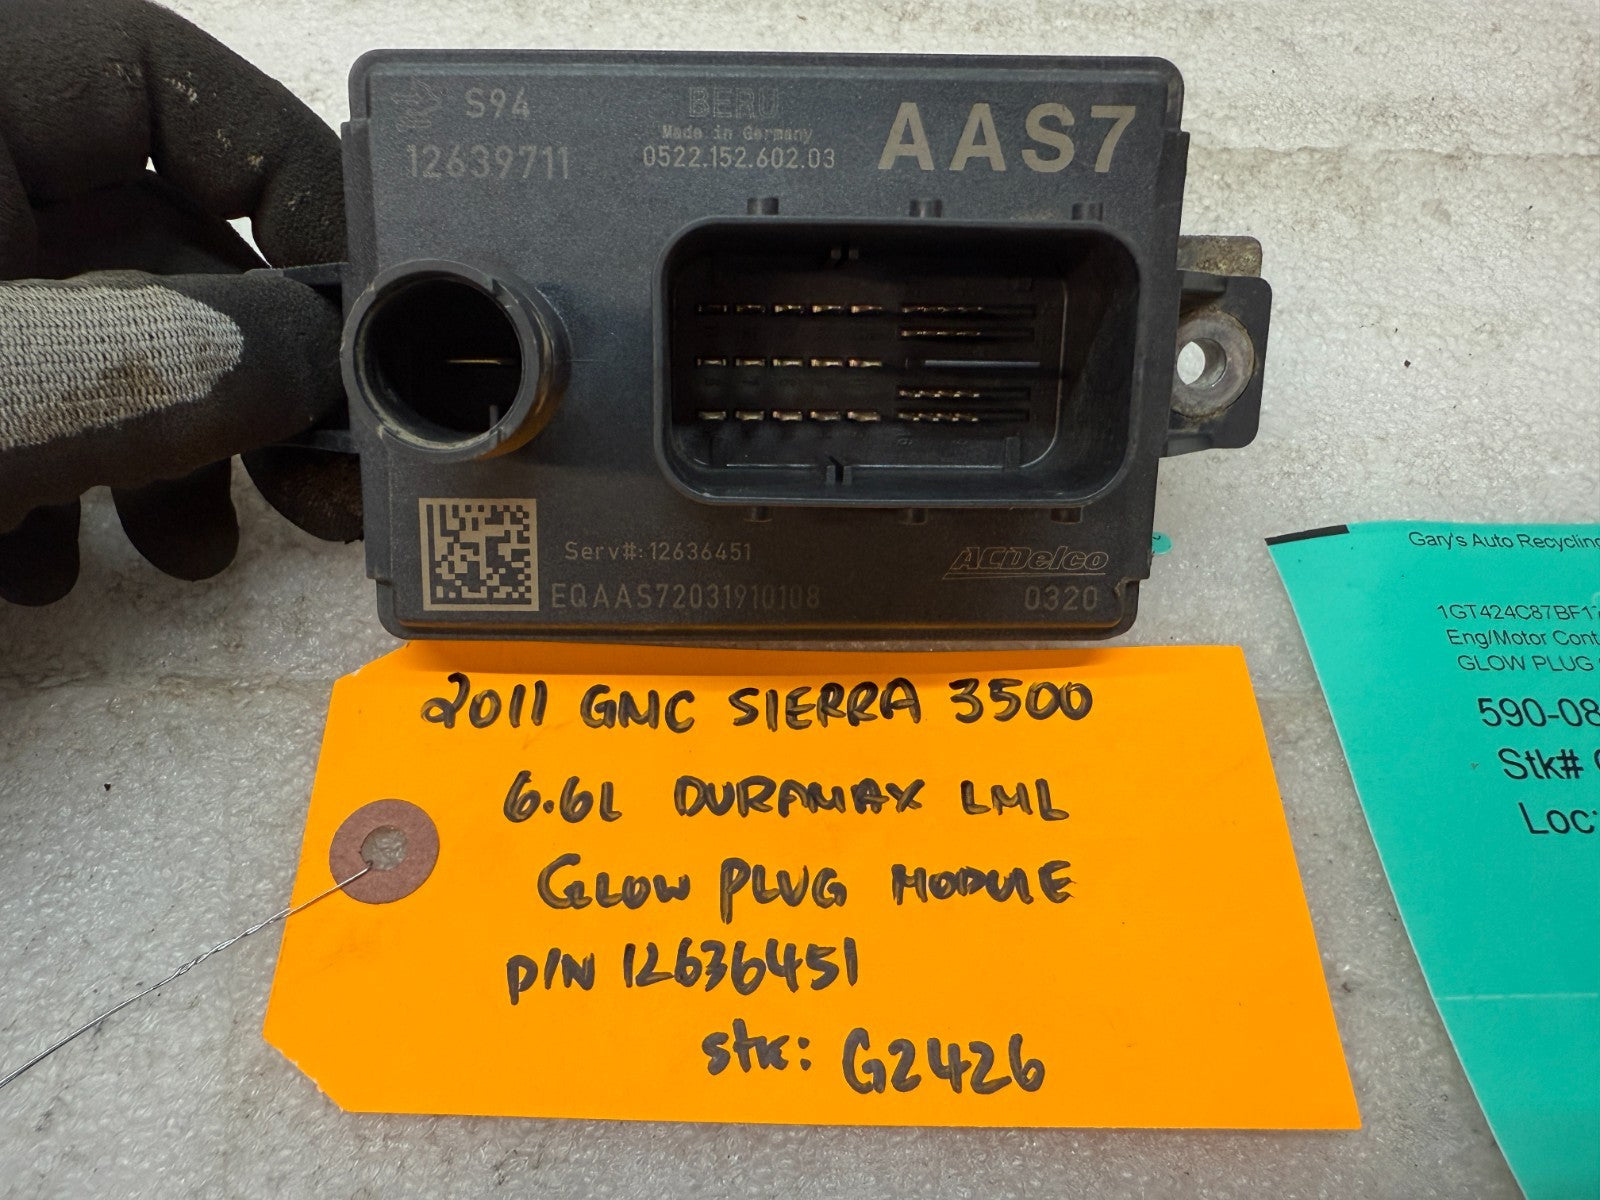 S94
12639711
BERU
Made in Germany
0522.152.602.03
AAS7
Serv#:12636451
EQAAS72031910108
ACDelco
0320
2011 GMC SIERRA 3500
6.6L DURAMAX LML
GLOW PLUG MODULE
P/N 12636451
stk: G2426
Gary's Auto Recycling
1GT424C87BF1
Eng/Motor Cont
GLOW PLUG
590-08
Stk#
Loc: